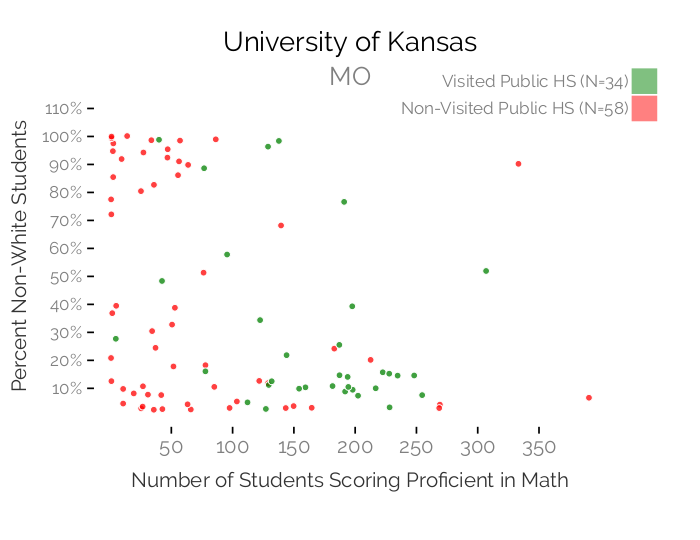 University of Kansas
MO
Visited Public HS (N=34)
Non-Visited Public HS (N=58)
Percent Non-White Students
110%
100%
90%
80%
70%
60%
50%
40%
30%
20%
10%
50 100 150 200 250 300 350
Number of Students Scoring Proficient in Math